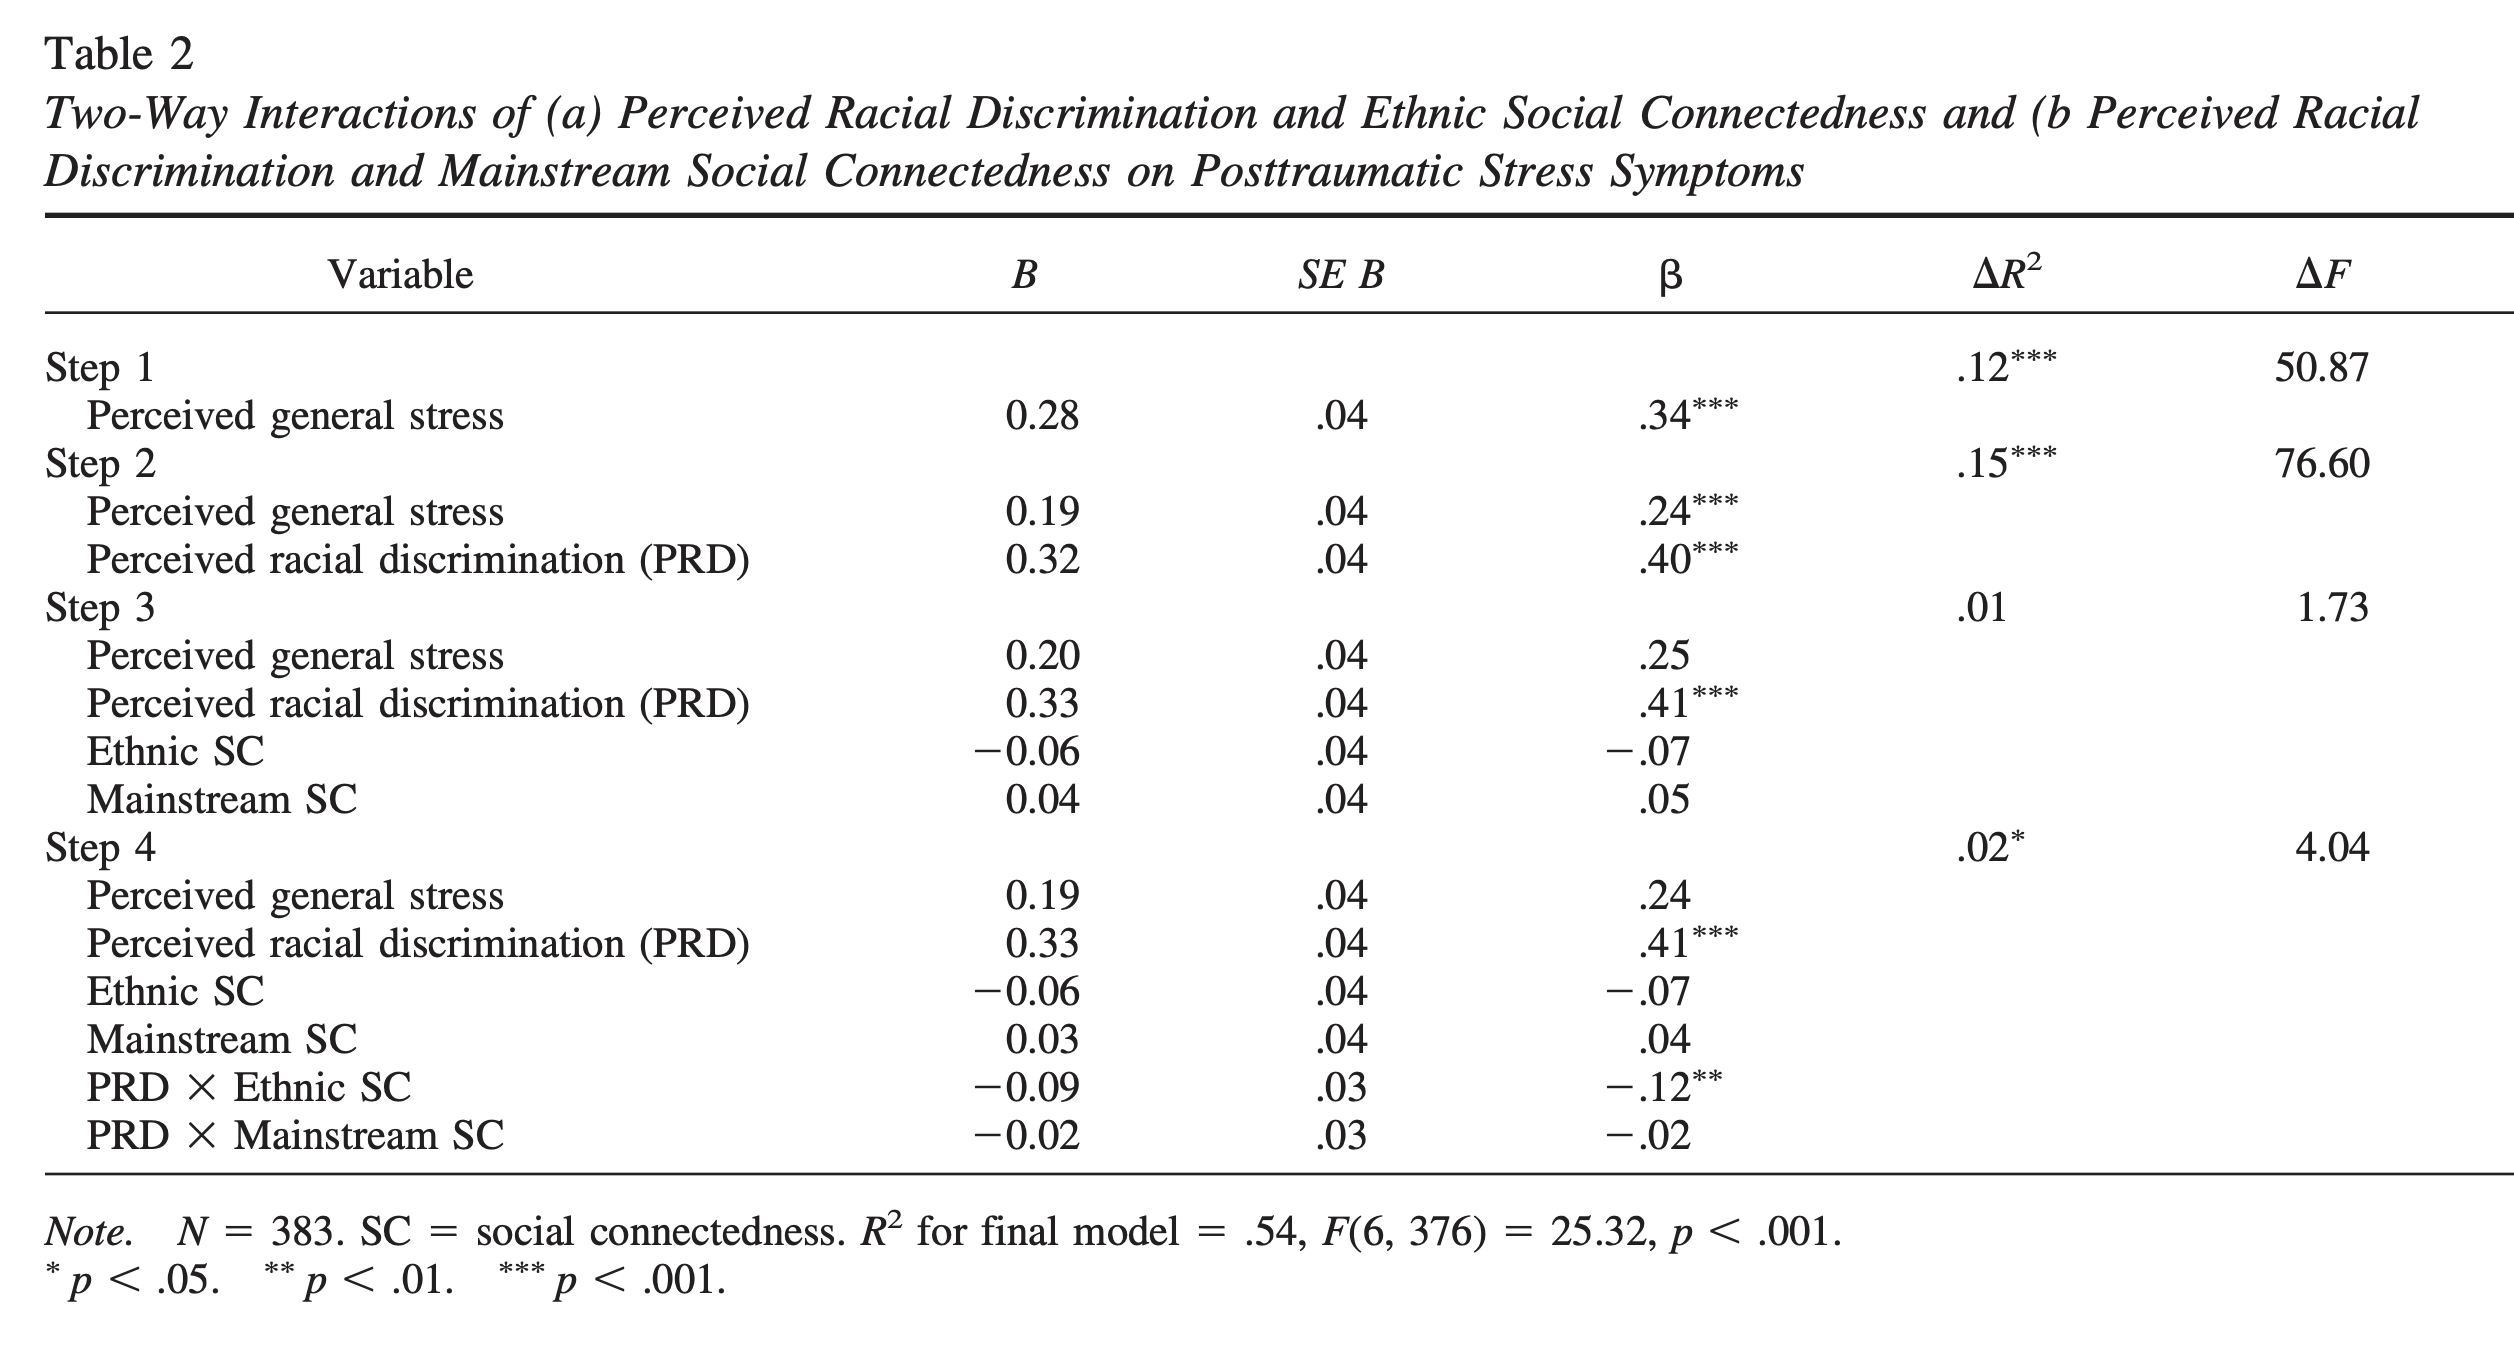 Table 2
Two-Way Interactions of (a) Perceived Racial Discrimination and Ethnic Social Connectedness and (b Perceived Racial
Discrimination and Mainstream Social Connectedness on Posttraumatic Stress Symptoms
Variable B SE B β ΔR² ΔF
Step 1 .12*** 50.87
Perceived general stress 0.28 .04 .34***
Step 2 .15*** 76.60
Perceived general stress 0.19 .04 .24***
Perceived racial discrimination (PRD) 0.32 .04 .40***
Step 3 .01 1.73
Perceived general stress 0.20 .04 .25
Perceived racial discrimination (PRD) 0.33 .04 .41***
Ethnic SC −0.06 .04 −.07
Mainstream SC 0.04 .04 .05
Step 4 .02* 4.04
Perceived general stress 0.19 .04 .24
Perceived racial discrimination (PRD) 0.33 .04 .41***
Ethnic SC −0.06 .04 −.07
Mainstream SC 0.03 .04 .04
PRD × Ethnic SC −0.09 .03 −.12**
PRD × Mainstream SC −0.02 .03 −.02
Note. N = 383. SC = social connectedness. R² for final model = .54, F(6, 376) = 25.32, p < .001.
* p < .05. ** p < .01. *** p < .001.